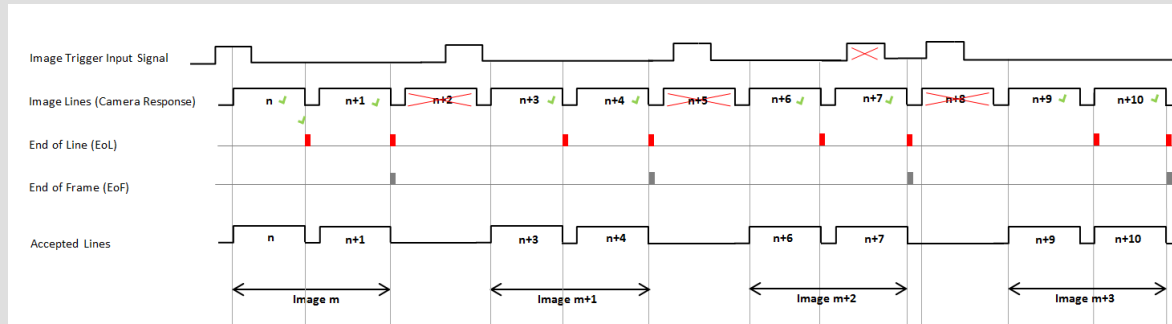 Image Trigger Input Signal
Image Lines (Camera Response)
n n+1 n+2 n+3 n+4 n+5 n+6 n+7 n+8 n+9 n+10
End of Line (EoL)
End of Frame (EoF)
Accepted Lines
n n+1 n+3 n+4 n+6 n+7 n+9 n+10
Image m Image m+1 Image m+2 Image m+3